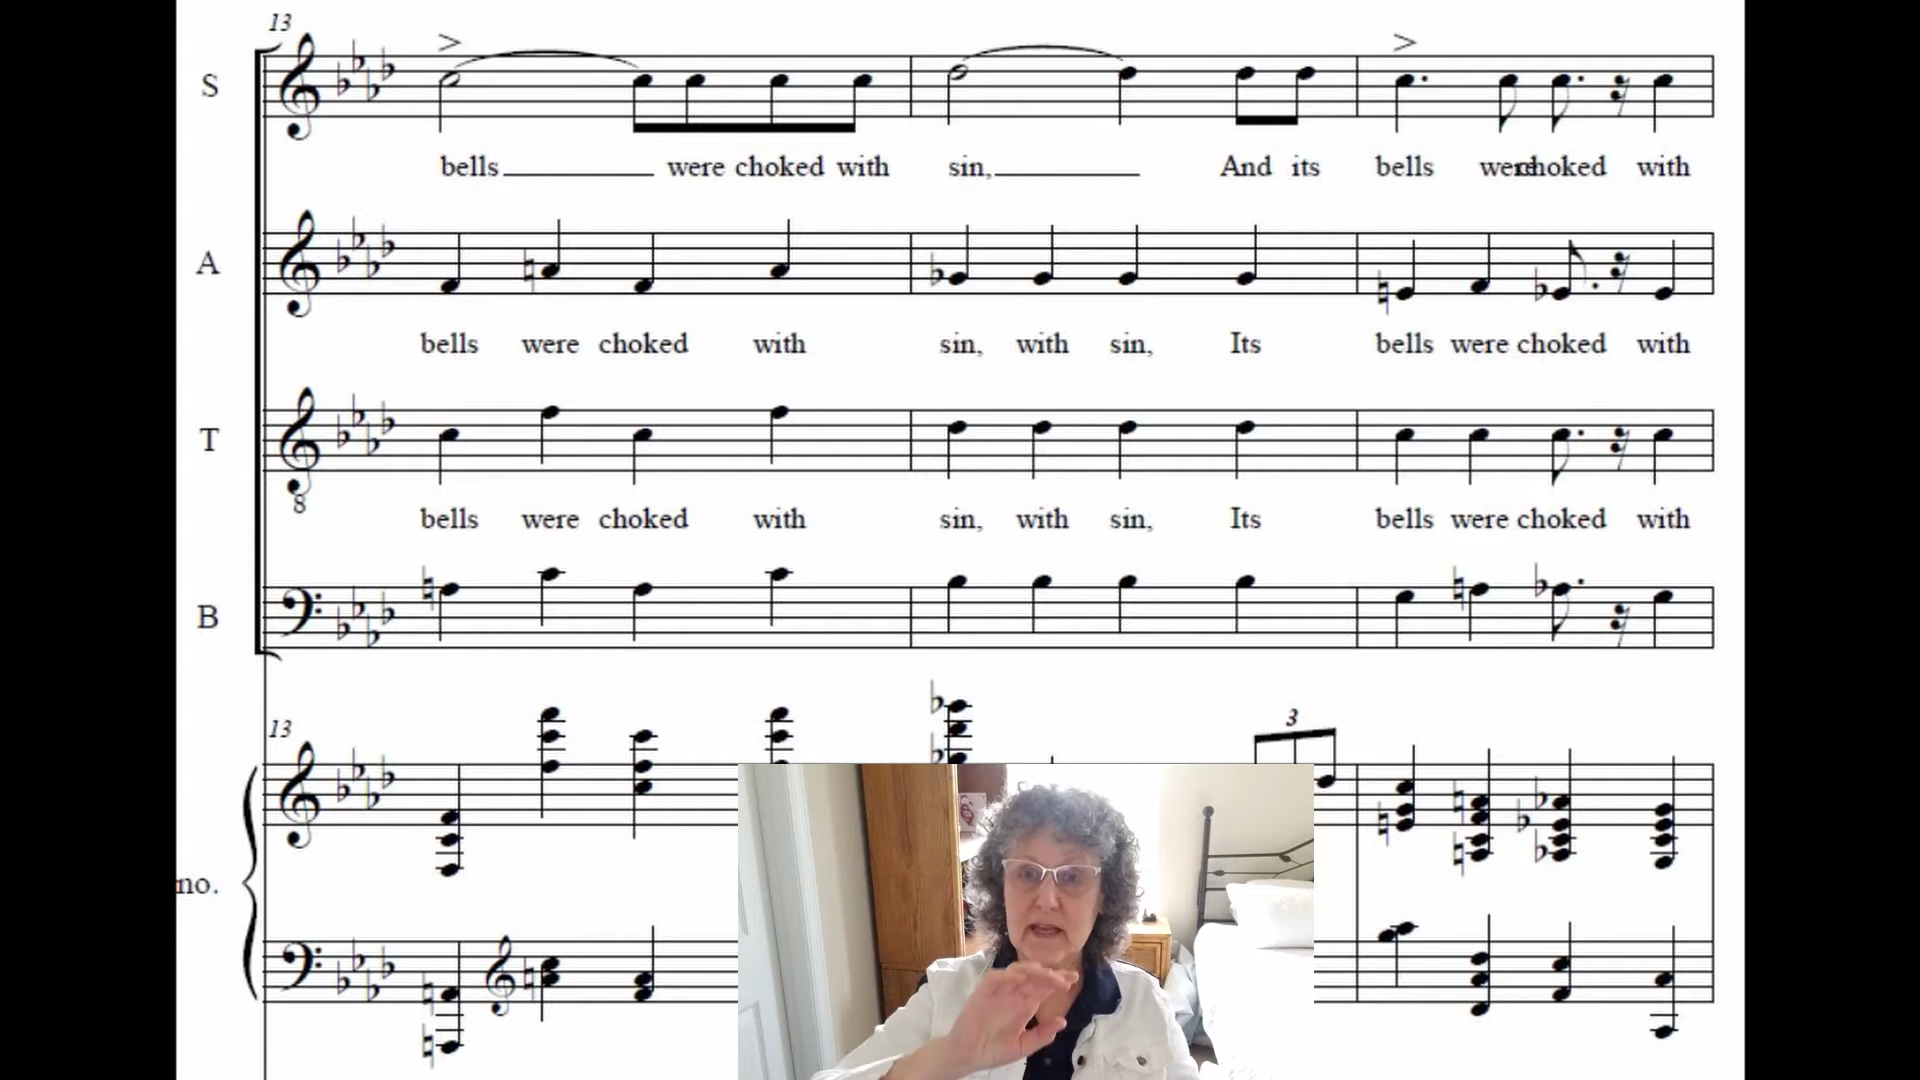 13
S
bells were choked with sin, And its bells were choked with
A
bells were choked with sin, with sin, Its bells were choked with
T
8
bells were choked with sin, with sin, Its bells were choked with
B
13
3
no.